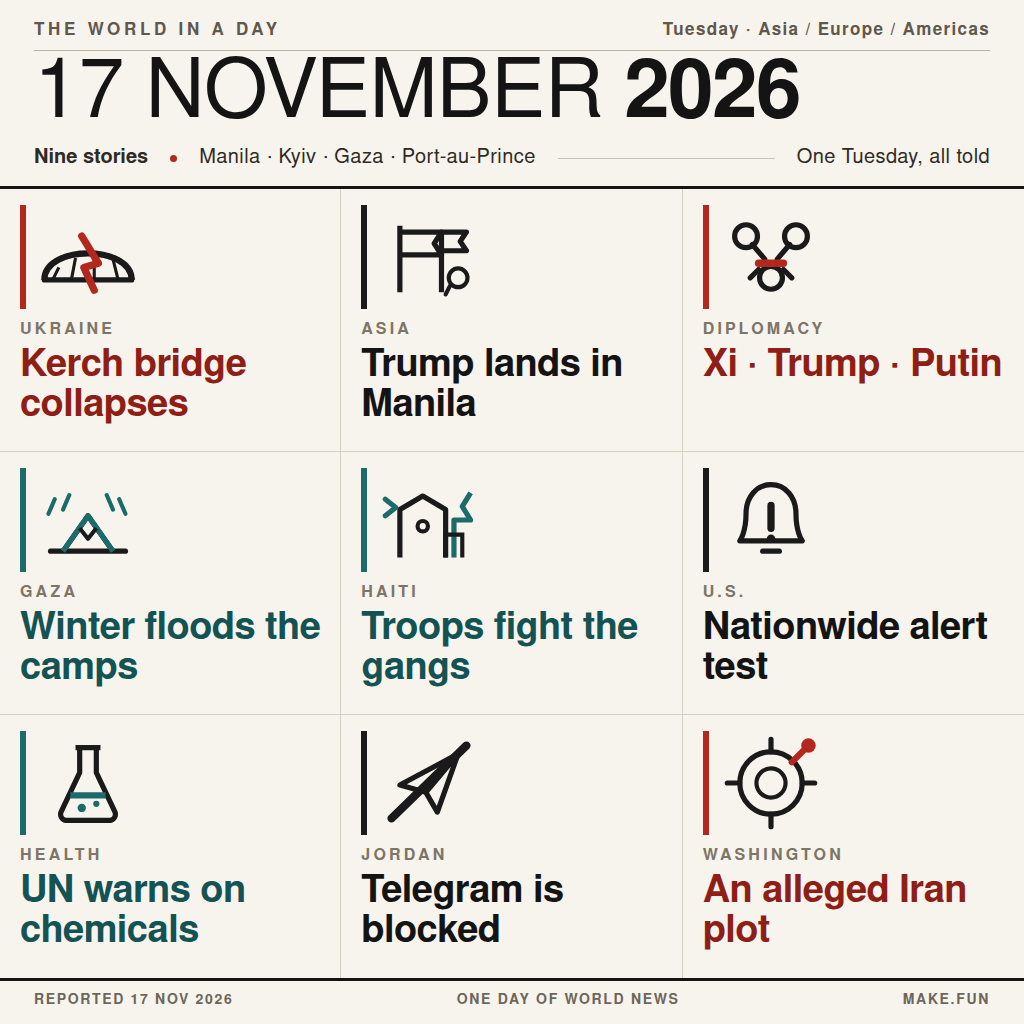 THE WORLD IN A DAY
Tuesday · Asia / Europe / Americas
17 NOVEMBER 2026
Nine stories • Manila · Kyiv · Gaza · Port-au-Prince
One Tuesday, all told
UKRAINE
Kerch bridge
collapses
ASIA
Trump lands in
Manila
DIPLOMACY
Xi · Trump · Putin
GAZA
Winter floods the
camps
HAITI
Troops fight the
gangs
U.S.
Nationwide alert
test
HEALTH
UN warns on
chemicals
JORDAN
Telegram is
blocked
WASHINGTON
An alleged Iran
plot
REPORTED 17 NOV 2026
ONE DAY OF WORLD NEWS
MAKE.FUN